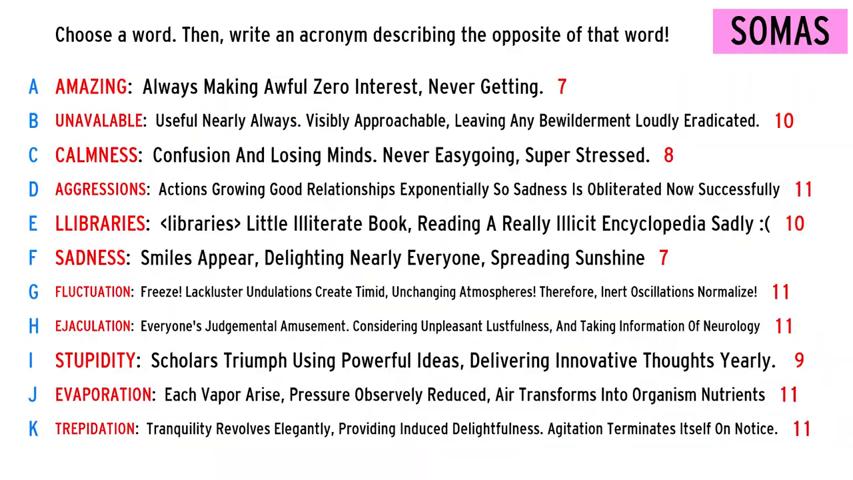 Choose a word. Then, write an acronym describing the opposite of that word!
SOMAS
A AMAZING: Always Making Awful Zero Interest, Never Getting. 7
B UNAVALABLE: Useful Nearly Always. Visibly Approachable, Leaving Any Bewilderment Loudly Eradicated. 10
C CALMNESS: Confusion And Losing Minds. Never Easygoing, Super Stressed. 8
D AGGRESSIONS: Actions Growing Good Relationships Exponentially So Sadness Is Obliterated Now Successfully 11
E LLIBRARIES: <libraries> Little Illiterate Book, Reading A Really Illicit Encyclopedia Sadly :( 10
F SADNESS: Smiles Appear, Delighting Nearly Everyone, Spreading Sunshine 7
G FLUCTUATION: Freeze! Lackluster Undulations Create Timid, Unchanging Atmospheres! Therefore, Inert Oscillations Normalize! 11
H EJACULATION: Everyone's Judgemental Amusement. Considering Unpleasant Lustfulness, And Taking Information Of Neurology 11
I STUPIDITY: Scholars Triumph Using Powerful Ideas, Delivering Innovative Thoughts Yearly. 9
J EVAPORATION: Each Vapor Arise, Pressure Observely Reduced, Air Transforms Into Organism Nutrients 11
K TREPIDATION: Tranquility Revolves Elegantly, Providing Induced Delightfulness. Agitation Terminates Itself On Notice. 11